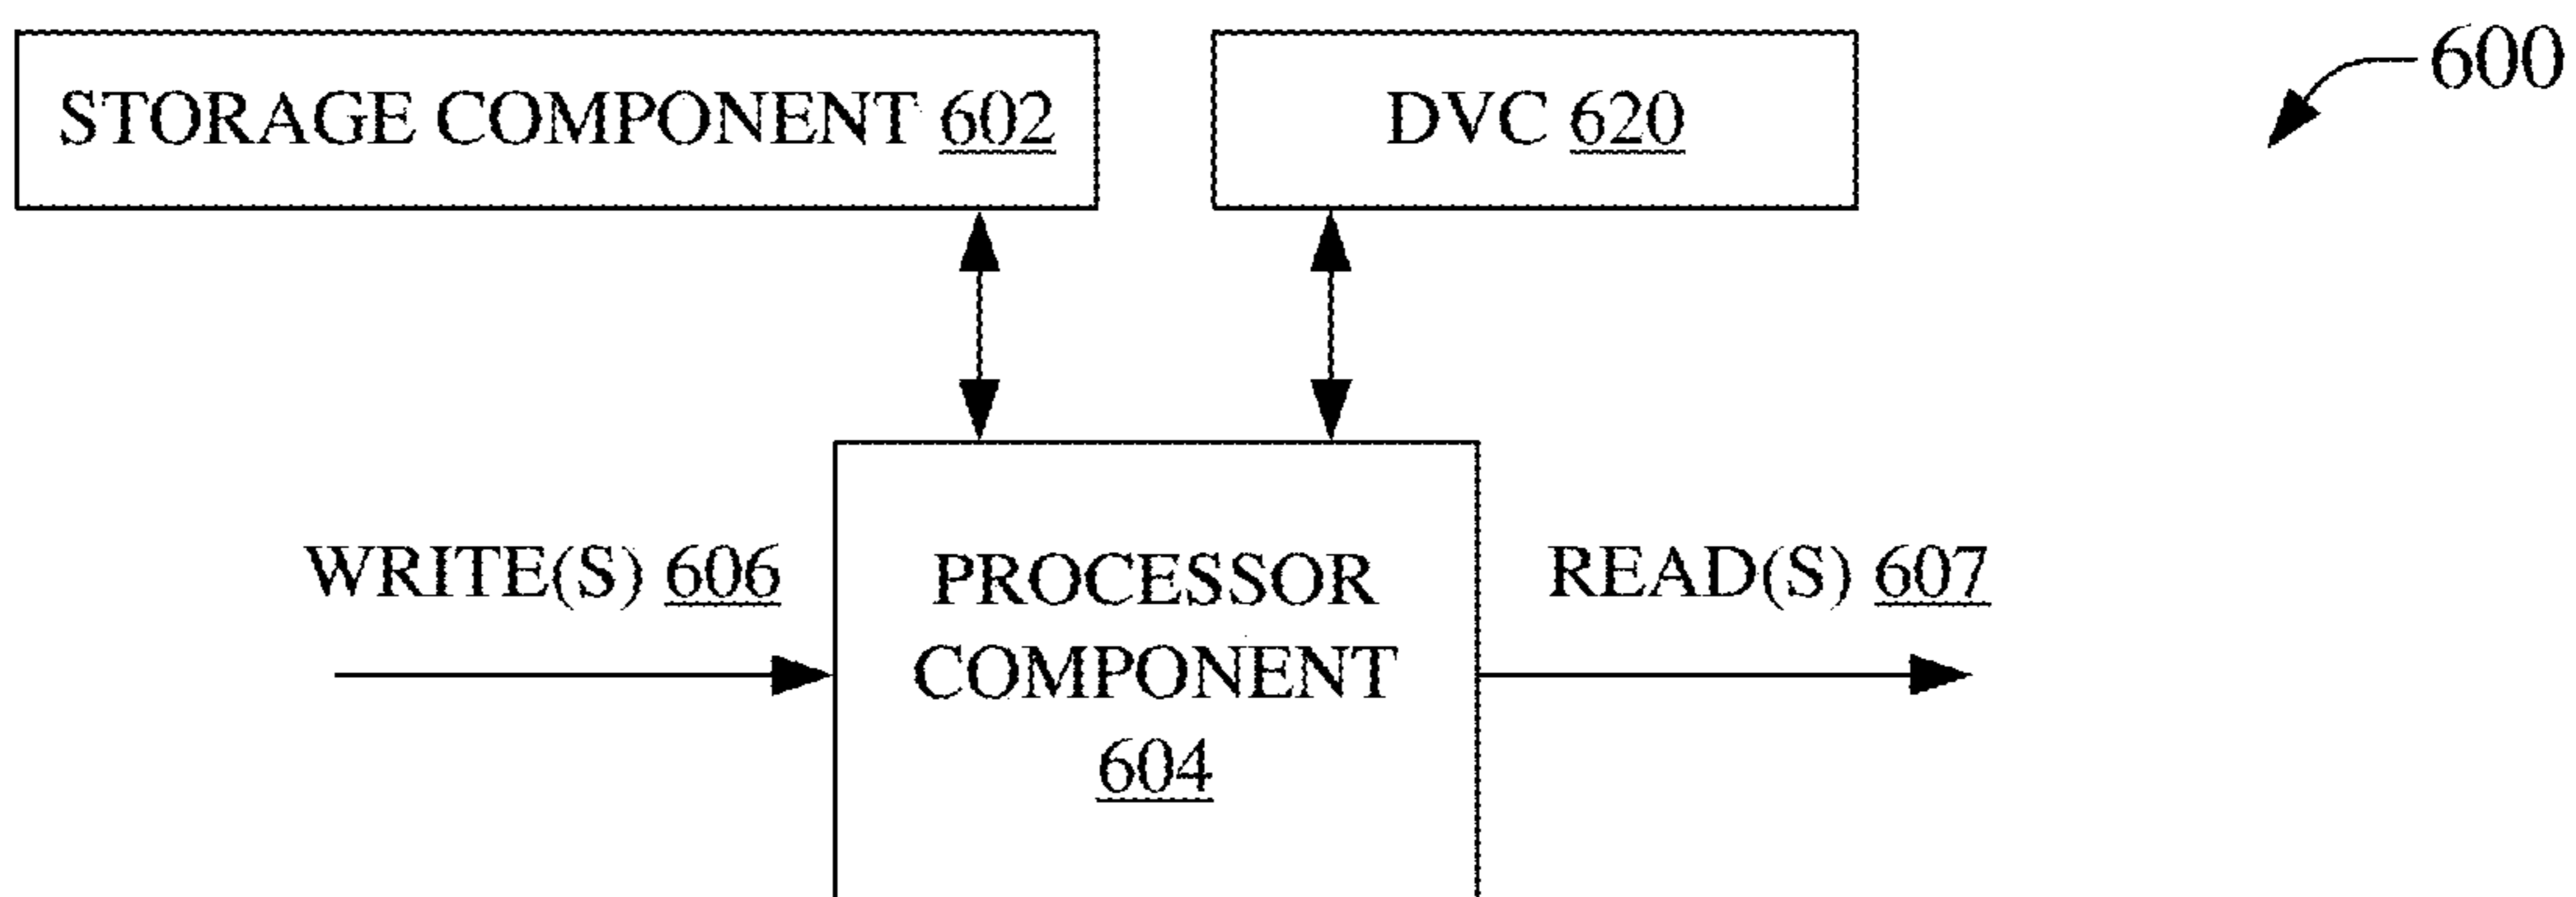 STORAGE COMPONENT 602
DVC 620
600
WRITE(S) 606
PROCESSOR
COMPONENT
604
READ(S) 607